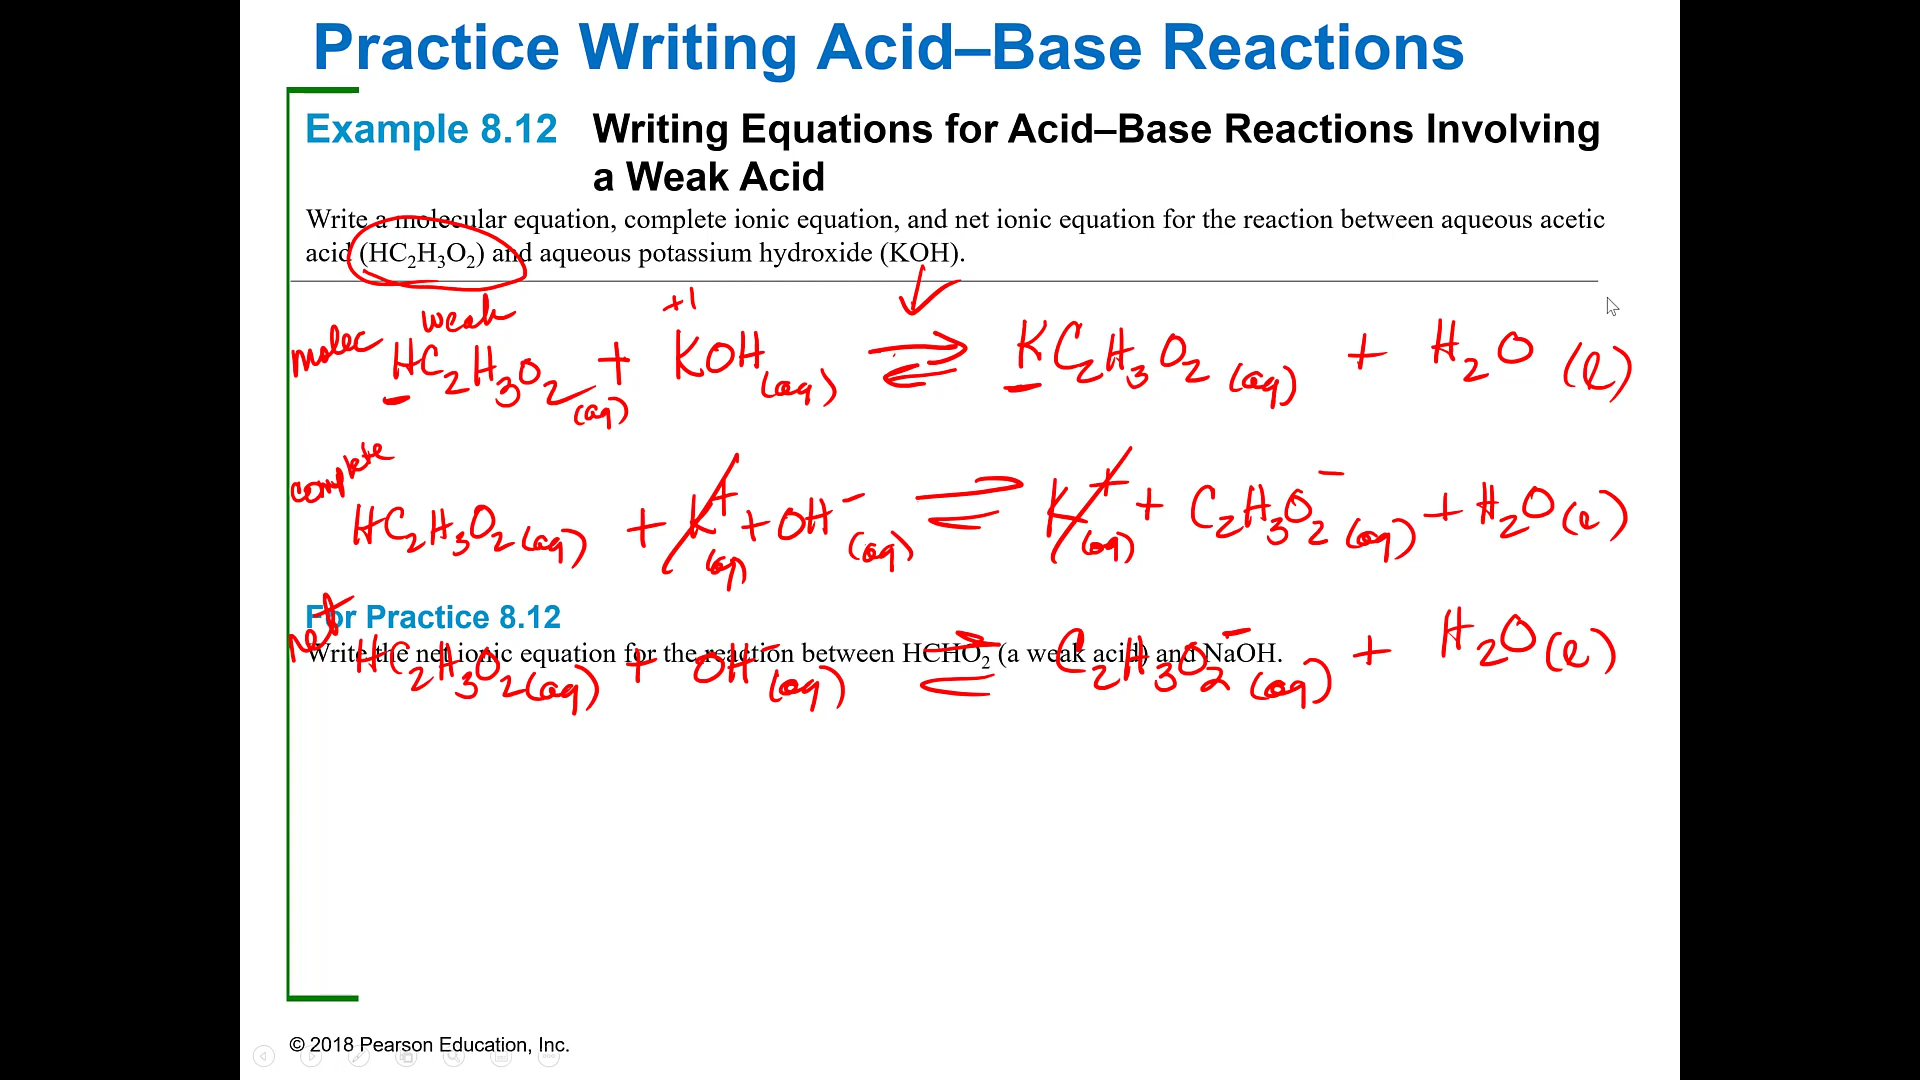 Practice Writing Acid–Base Reactions
Example 8.12 Writing Equations for Acid–Base Reactions Involving
a Weak Acid
Write a molecular equation, complete ionic equation, and net ionic equation for the reaction between aqueous acetic
acid (HC₂H₃O₂) and aqueous potassium hydroxide (KOH).
weak +1
molec HC₂H₃O₂ (aq) + KOH (aq) ⇌ KC₂H₃O₂ (aq) + H₂O (l)
complete
HC₂H₃O₂ (aq) + K⁺ (aq) + OH⁻ (aq) ⇌ K⁺ (aq) + C₂H₃O₂⁻ (aq) + H₂O (l)
For Practice 8.12
Write the net ionic equation for the reaction between HCHO₂ (a weak acid) and NaOH.
net HC₂H₃O₂ (aq) + OH⁻ (aq) ⇌ C₂H₃O₂⁻ (aq) + H₂O (l)
© 2018 Pearson Education, Inc.